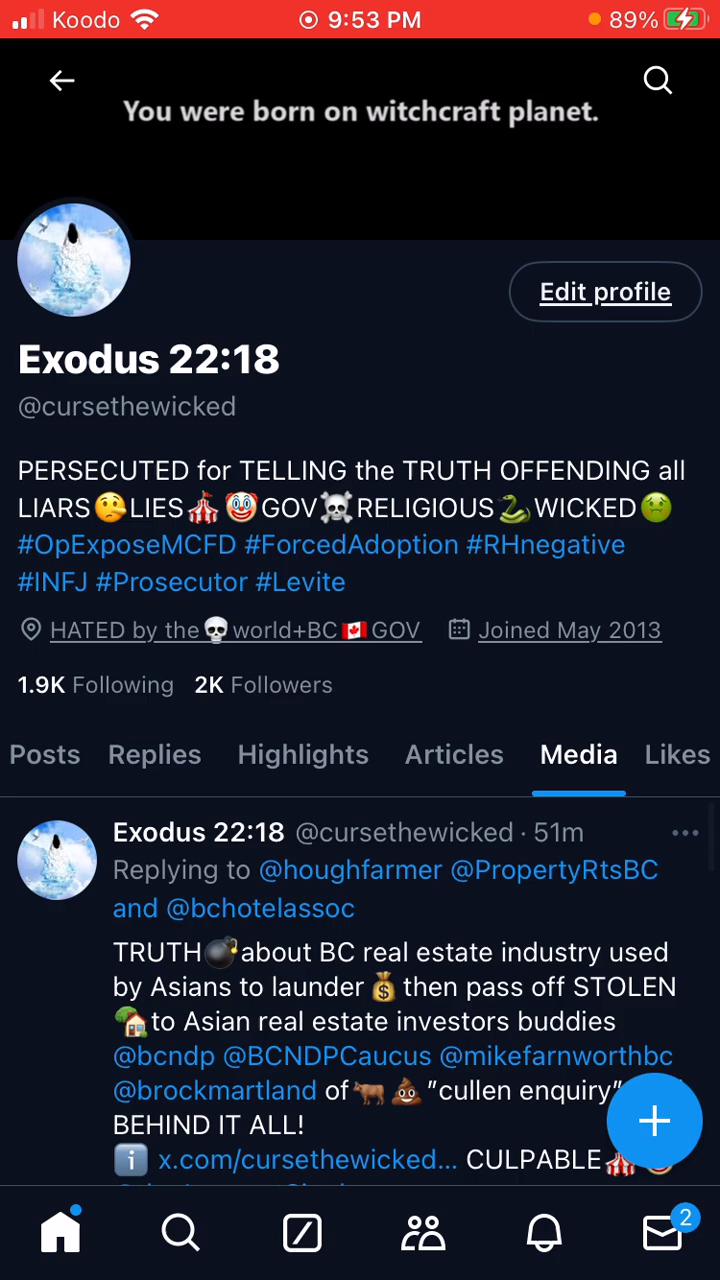 Koodo 9:53 PM 89%
You were born on witchcraft planet.
Edit profile
Exodus 22:18
@cursethewicked
PERSECUTED for TELLING the TRUTH OFFENDING all
LIARS🤥LIES🎪🤡GOV☠️RELIGIOUS🐍WICKED🤢
#OpExposeMCFD #ForcedAdoption #RHnegative
#INFJ #Prosecutor #Levite
HATED by the💀world+BC🇨🇦GOV Joined May 2013
1.9K Following 2K Followers
Posts Replies Highlights Articles Media Likes
Exodus 22:18 @cursethewicked · 51m
Replying to @houghfarmer @PropertyRtsBC
and @bchotelassoc
TRUTH💣about BC real estate industry used
by Asians to launder💰then pass off STOLEN
🏡to Asian real estate investors buddies
@bcndp @BCNDPCaucus @mikefarnworthbc
@brockmartland of🐂💩"cullen enquiry"
BEHIND IT ALL!
ℹ️ x.com/cursethewicked... CULPABLE🎪🤡
2